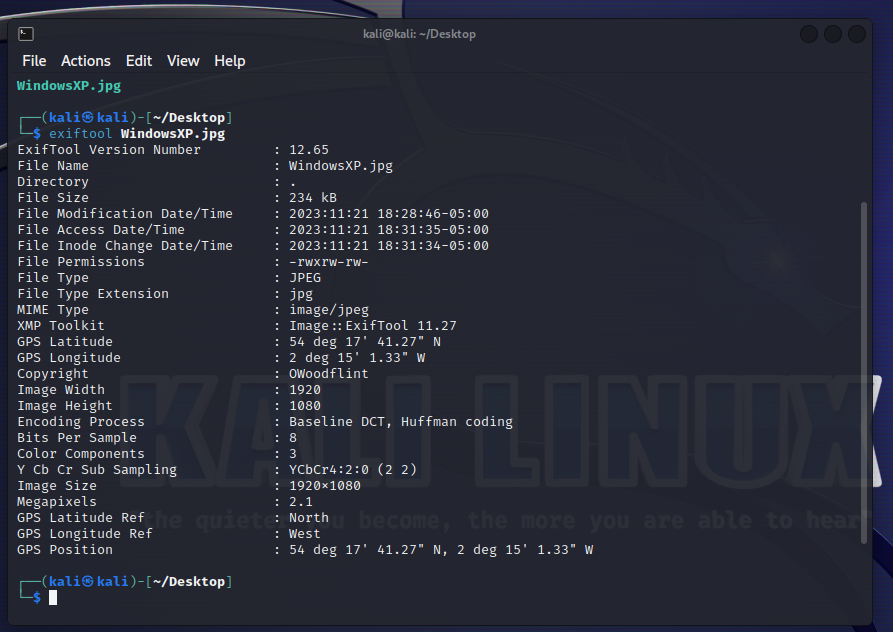 kali@kali: ~/Desktop
File Actions Edit View Help
WindowsXP.jpg
┌──(kali㉿kali)-[~/Desktop]
└─$ exiftool WindowsXP.jpg
ExifTool Version Number : 12.65
File Name : WindowsXP.jpg
Directory : .
File Size : 234 kB
File Modification Date/Time : 2023:11:21 18:28:46-05:00
File Access Date/Time : 2023:11:21 18:31:35-05:00
File Inode Change Date/Time : 2023:11:21 18:31:34-05:00
File Permissions : -rwxrw-rw-
File Type : JPEG
File Type Extension : jpg
MIME Type : image/jpeg
XMP Toolkit : Image::ExifTool 11.27
GPS Latitude : 54 deg 17' 41.27" N
GPS Longitude : 2 deg 15' 1.33" W
Copyright : OWoodflint
Image Width : 1920
Image Height : 1080
Encoding Process : Baseline DCT, Huffman coding
Bits Per Sample : 8
Color Components : 3
Y Cb Cr Sub Sampling : YCbCr4:2:0 (2 2)
Image Size : 1920×1080
Megapixels : 2.1
GPS Latitude Ref : North
GPS Longitude Ref : West
GPS Position : 54 deg 17' 41.27" N, 2 deg 15' 1.33" W
┌──(kali㉿kali)-[~/Desktop]
└─$
KALI LINUX
"the quieter you become, the more you are able to hear"